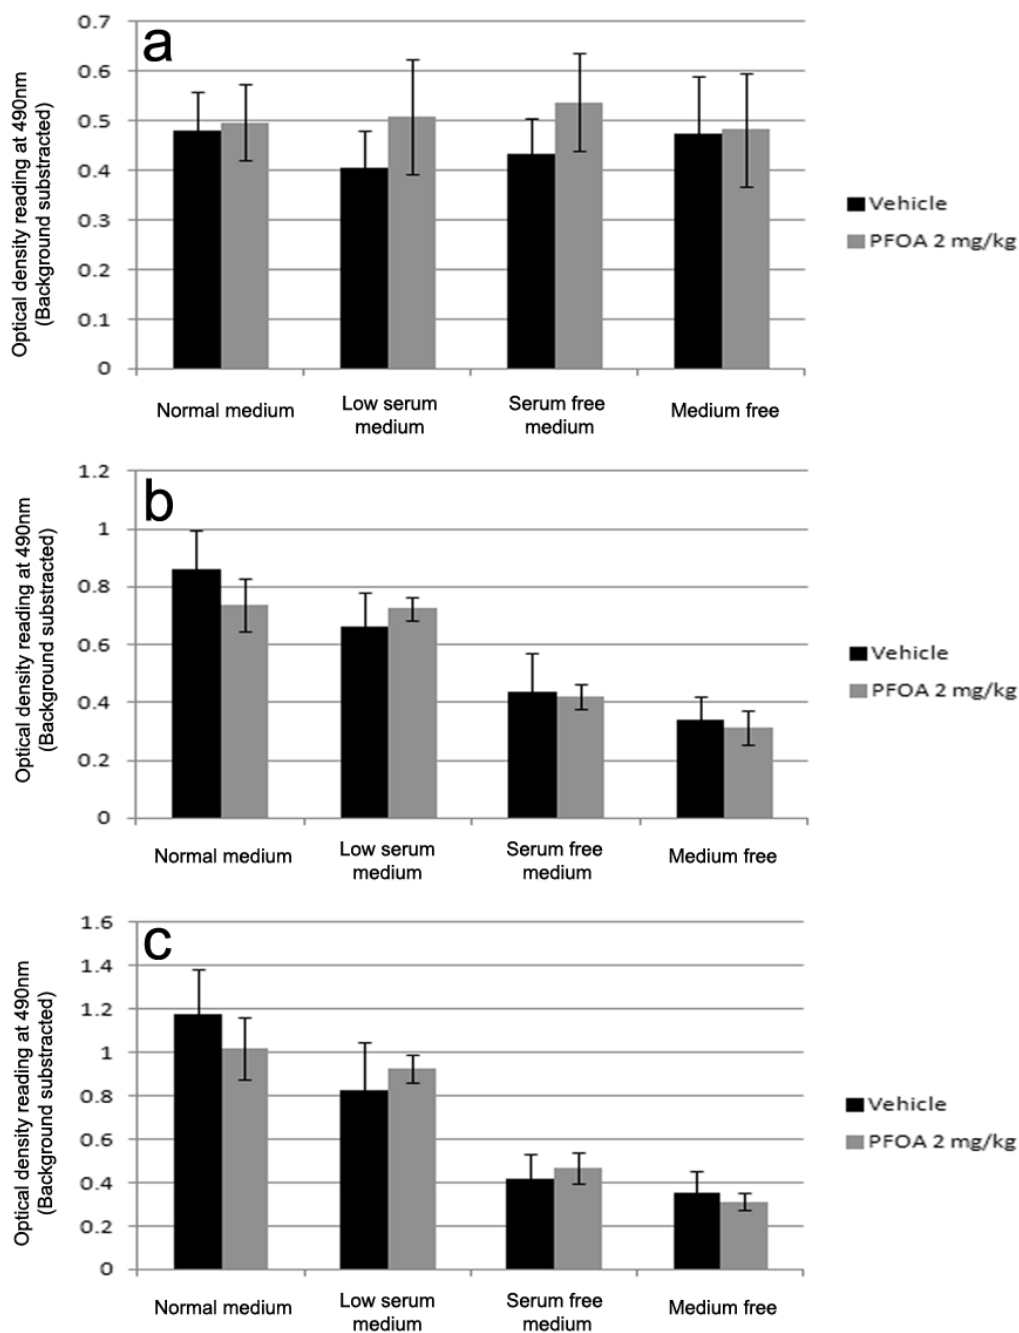 a
Optical density reading at 490nm
(Background substracted)
0.7
0.6
0.5
0.4
0.3
0.2
0.1
0
Normal medium
Low serum
medium
Serum free
medium
Medium free
Vehicle
PFOA 2 mg/kg
b
Optical density reading at 490nm
(Background substracted)
1.2
1
0.8
0.6
0.4
0.2
0
Normal medium
Low serum
medium
Serum free
medium
Medium free
Vehicle
PFOA 2 mg/kg
c
Optical density reading at 490nm
(Background substracted)
1.6
1.4
1.2
1
0.8
0.6
0.4
0.2
0
Normal medium
Low serum
medium
Serum free
medium
Medium free
Vehicle
PFOA 2 mg/kg